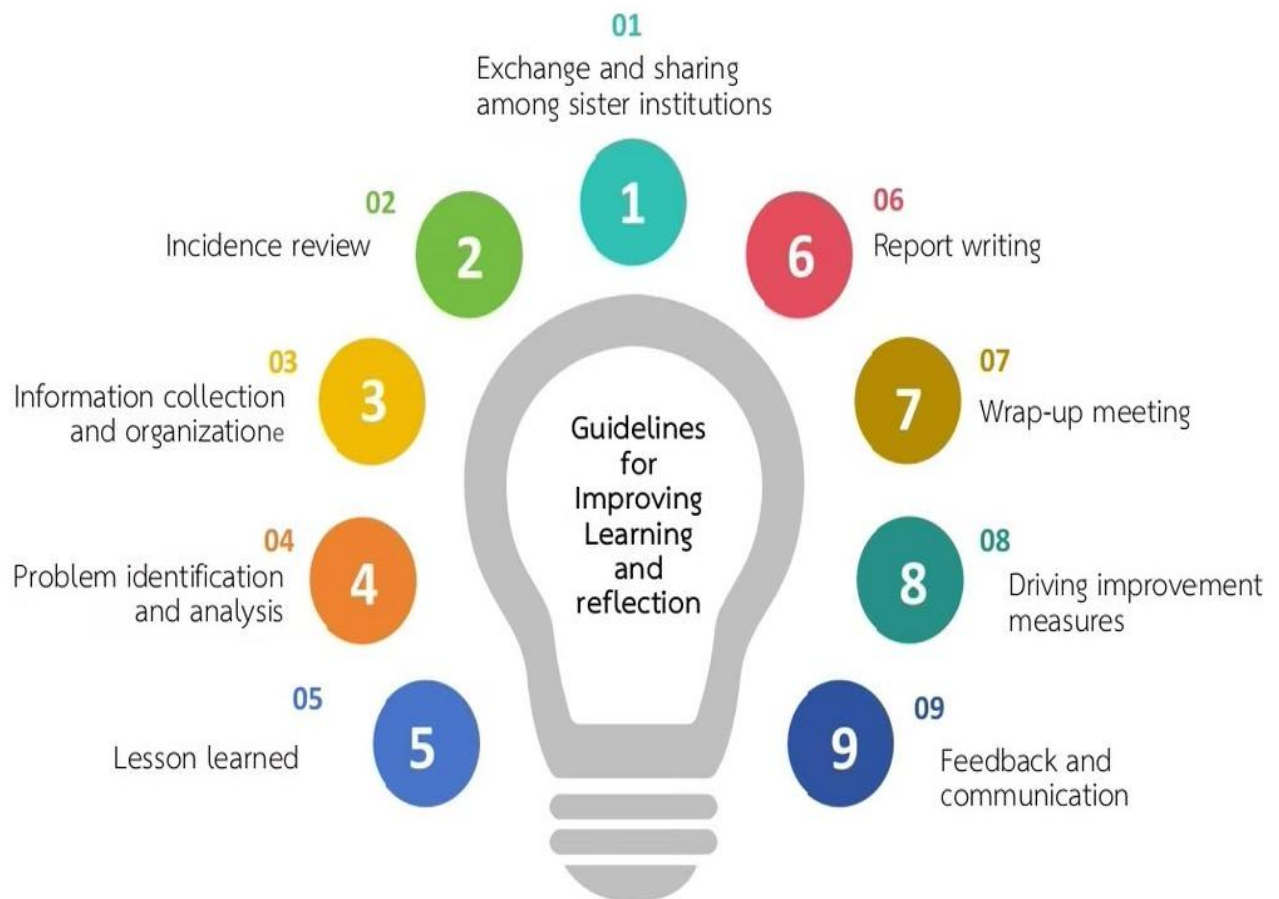 01
Exchange and sharing
among sister institutions
1
02
Incidence review
2
03
Information collection
and organizatione
3
04
Problem identification
and analysis
4
05
Lesson learned
5
06
Report writing
6
07
Wrap-up meeting
7
08
Driving improvement
measures
8
09
Feedback and
communication
9
Guidelines
for
Improving
Learning
and
reflection